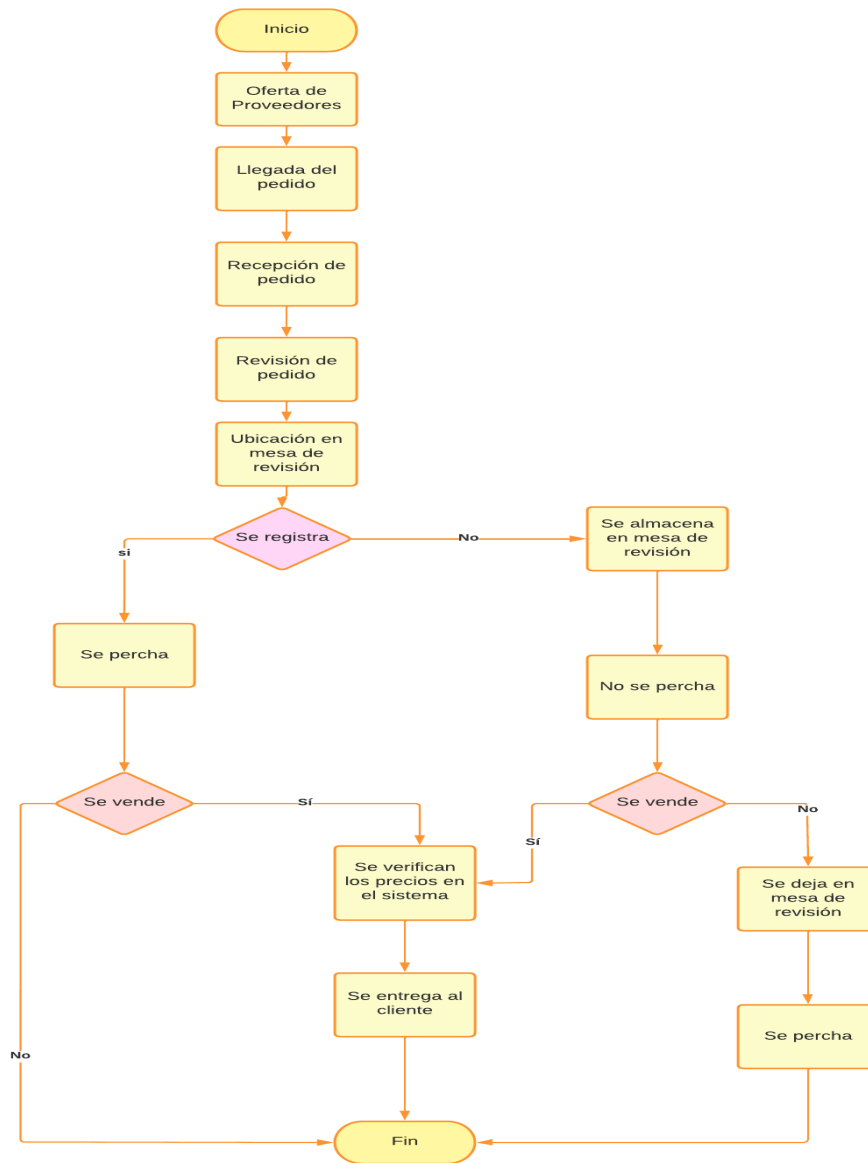 Inicio
Oferta de
Proveedores
Llegada del
pedido
Recepción de
pedido
Revisión de
pedido
Ubicación en
mesa de
revisión
Se registra
si
No
Se almacena
en mesa de
revisión
Se percha
No se percha
Se vende
Sí
No
Se vende
Sí
No
Se verifican
los precios en
el sistema
Se deja en
mesa de
revisión
Se entrega al
cliente
Se percha
Fin